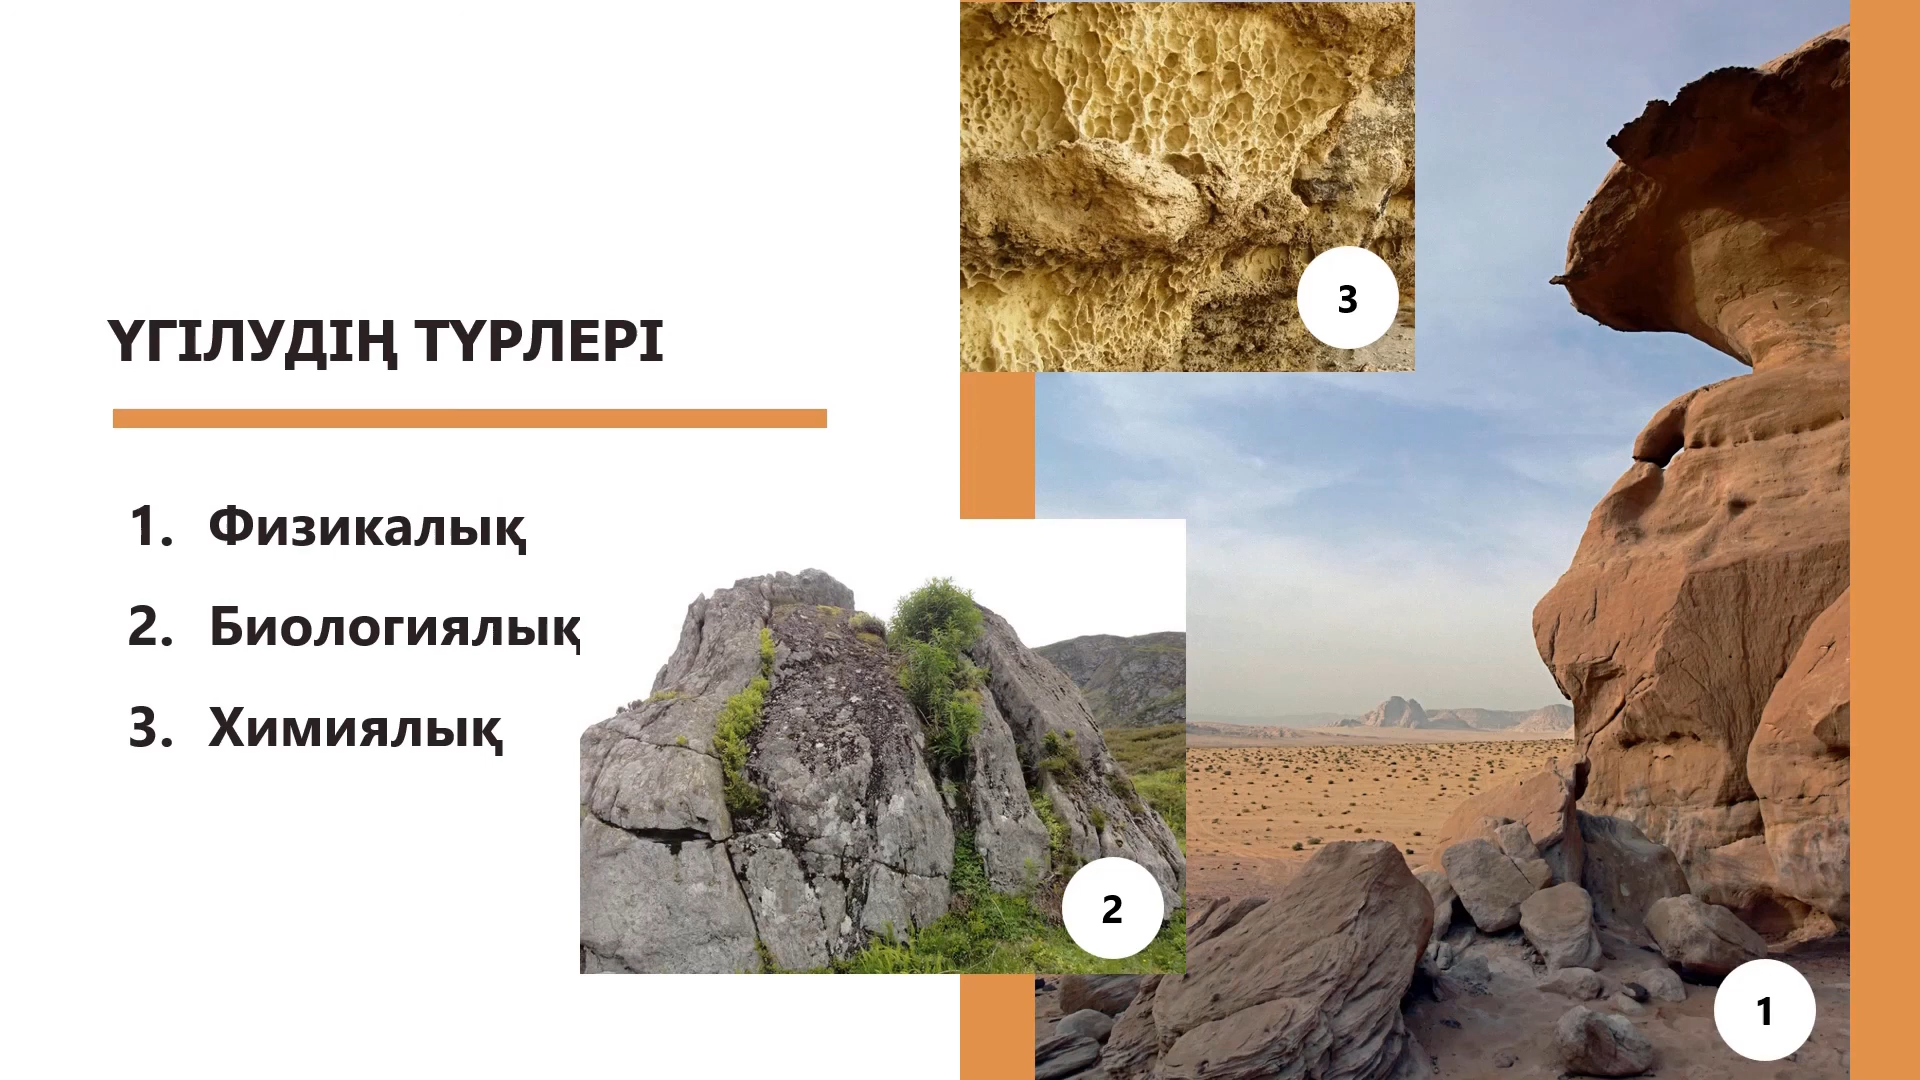 ҮГІЛУДІҢ ТҮРЛЕРІ
1. Физикалық
2. Биологиялық
3. Химиялық
3
2
1